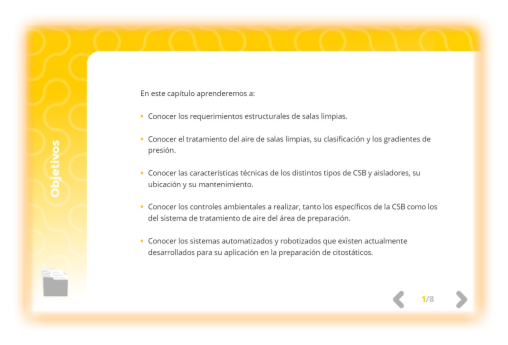 Objetivos
En este capítulo aprenderemos a:
• Conocer los requerimientos estructurales de salas limpias.
• Conocer el tratamiento del aire de salas limpias, su clasificación y los gradientes de
presión.
• Conocer las características técnicas de los distintos tipos de CSB y aisladores, su
ubicación y su mantenimiento.
• Conocer los controles ambientales a realizar, tanto los específicos de la CSB como los
del sistema de tratamiento de aire del área de preparación.
• Conocer los sistemas automatizados y robotizados que existen actualmente
desarrollados para su aplicación en la preparación de citostáticos.
1/8